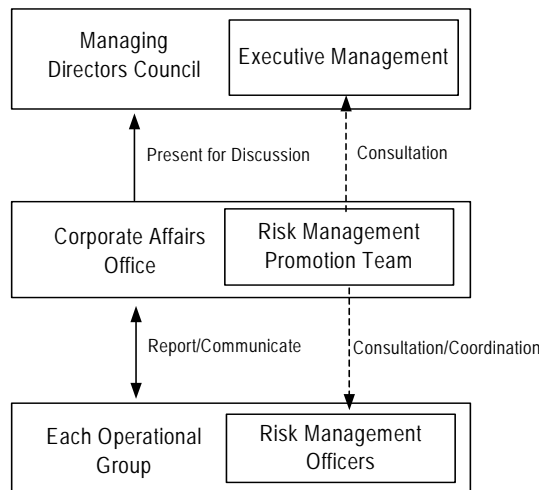 Managing
Directors Council
Executive Management
Present for Discussion
Consultation
Corporate Affairs
Office
Risk Management
Promotion Team
Report/Communicate
Consultation/Coordination
Each Operational
Group
Risk Management
Officers